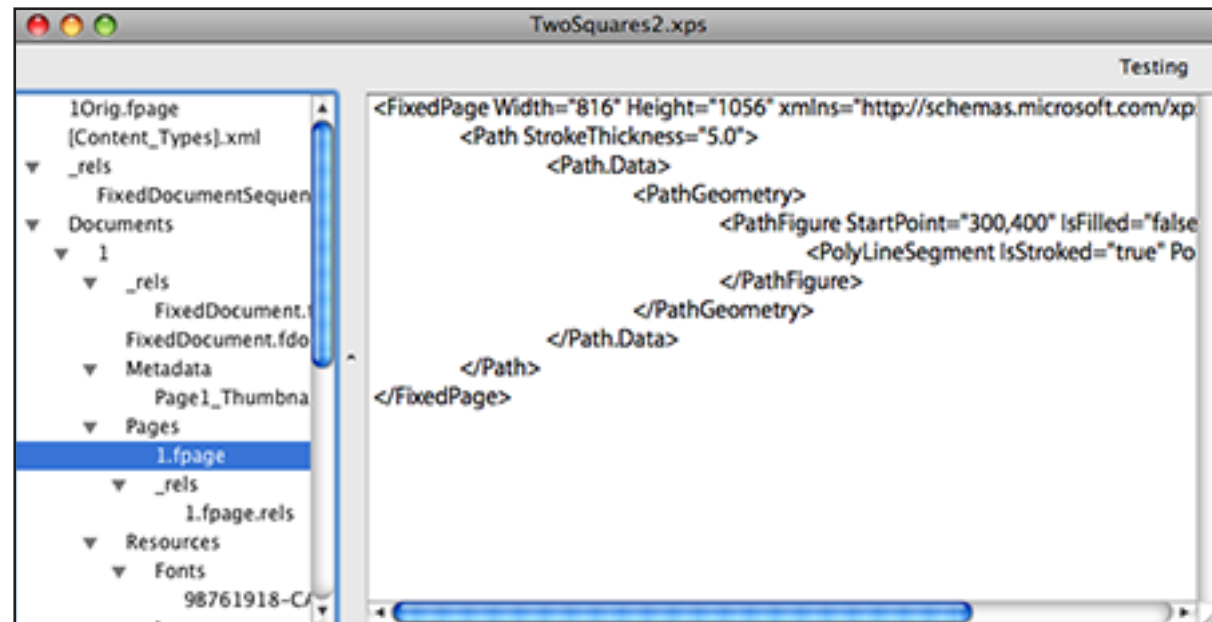 TwoSquares2.xps
Testing
1Orig.fpage
[Content_Types].xml
_rels
FixedDocumentSequen
Documents
1
_rels
FixedDocument.
FixedDocument.fdo
Metadata
Page1_Thumbna
Pages
1.fpage
_rels
1.fpage.rels
Resources
Fonts
98761918-CA
<FixedPage Width="816" Height="1056" xmlns="http://schemas.microsoft.com/xp
<Path StrokeThickness="5.0">
<Path.Data>
<PathGeometry>
<PathFigure StartPoint="300,400" IsFilled="false
<PolyLineSegment IsStroked="true" Po
</PathFigure>
</PathGeometry>
</Path.Data>
</Path>
</FixedPage>